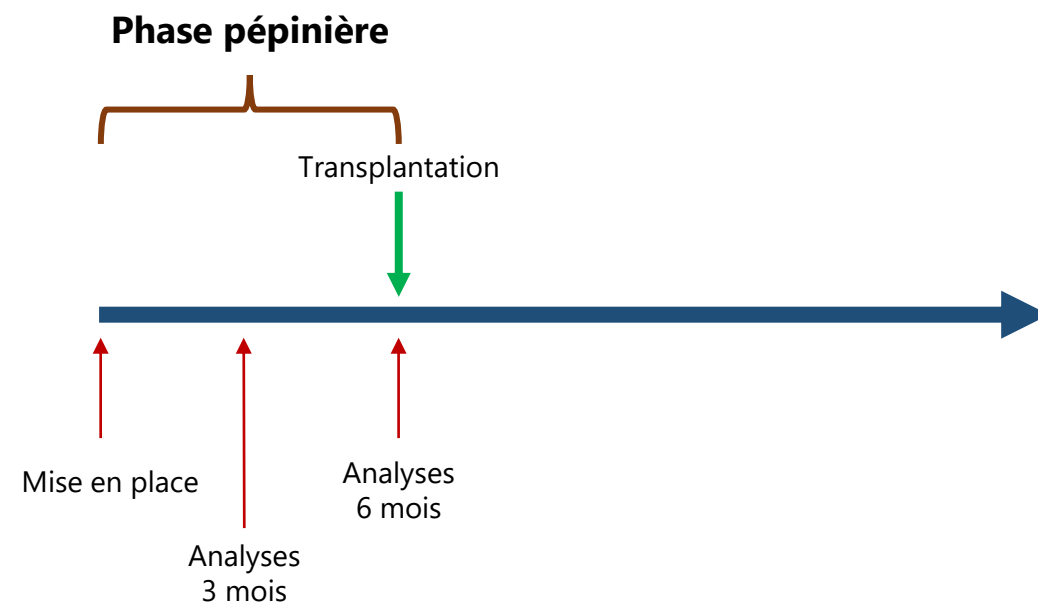 Phase pépinière
Transplantation
Mise en place
Analyses
3 mois
Analyses
6 mois